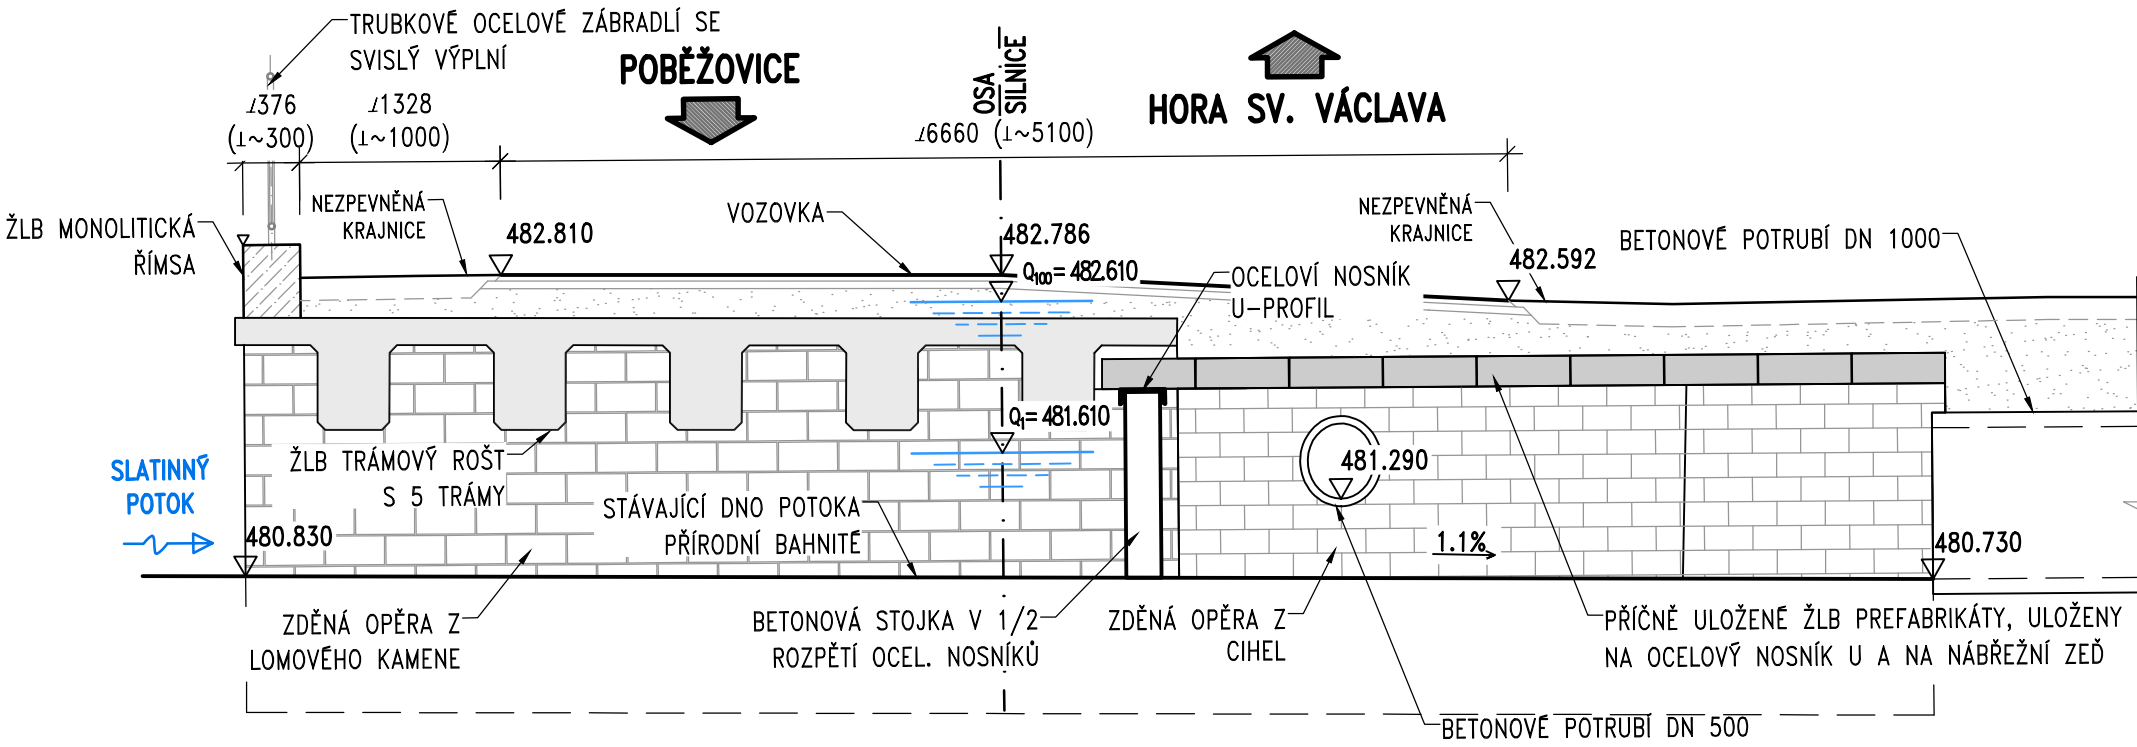 TRUBKOVÉ OCELOVÉ ZÁBRADLÍ SE
SVISLÝ VÝPLNÍ
POBĚŽOVICE
OSA
SILNICE
HORA SV. VÁCLAVA
⦟376
(⊥~300)
⦟1328
(⊥~1000)
⦟6660 (⊥~5100)
ŽLB MONOLITICKÁ
ŘÍMSA
NEZPEVNĚNÁ
KRAJNICE
482.810
VOZOVKA
482.786
Q100= 482.610
OCELOVÍ NOSNÍK
U-PROFIL
NEZPEVNĚNÁ
KRAJNICE
482.592
BETONOVÉ POTRUBÍ DN 1000
Q1= 481.610
ŽLB TRÁMOVÝ ROŠT
S 5 TRÁMY
SLATINNÝ
POTOK
480.830
STÁVAJÍCÍ DNO POTOKA
PŘÍRODNÍ BAHNITÉ
481.290
1.1%
480.730
ZDĚNÁ OPĚRA Z
LOMOVÉHO KAMENE
BETONOVÁ STOJKA V 1/2
ROZPĚTÍ OCEL. NOSNÍKŮ
ZDĚNÁ OPĚRA Z
CIHEL
PŘÍČNĚ ULOŽENÉ ŽLB PREFABRIKÁTY, ULOŽENY
NA OCELOVÝ NOSNÍK U A NA NÁBŘEŽNÍ ZEĎ
BETONOVÉ POTRUBÍ DN 500